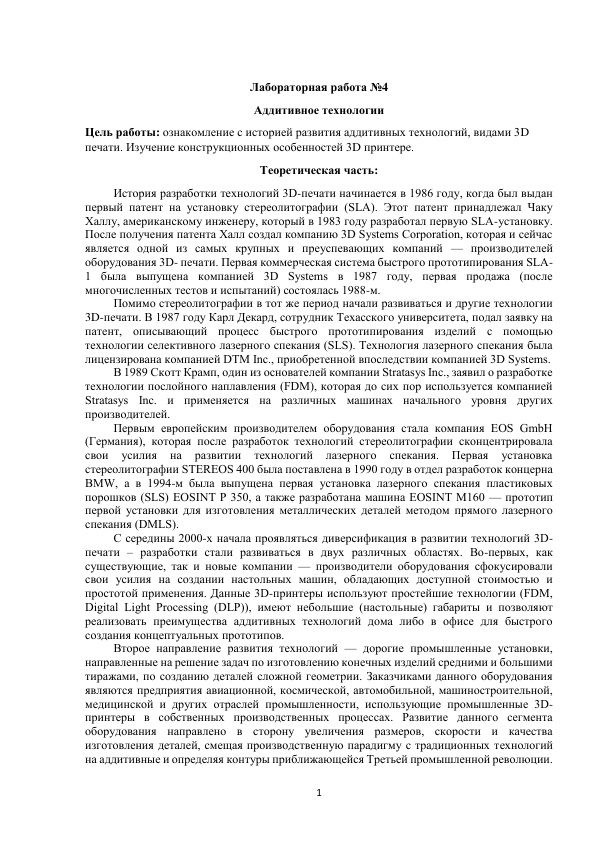 Лабораторная работа №4
Аддитивное технологии
Цель работы: ознакомление с историей развития аддитивных технологий, видами 3D
печати. Изучение конструкционных особенностей 3D принтере.
Теоретическая часть:
История разработки технологий 3D-печати начинается в 1986 году, когда был выдан
первый патент на установку стереолитографии (SLA). Этот патент принадлежал Чаку
Халлу, американскому инженеру, который в 1983 году разработал первую SLA-установку.
После получения патента Халл создал компанию 3D Systems Corporation, которая и сейчас
является одной из самых крупных и преуспевающих компаний — производителей
оборудования 3D- печати. Первая коммерческая система быстрого прототипирования SLA-
1 была выпущена компанией 3D Systems в 1987 году, первая продажа (после
многочисленных тестов и испытаний) состоялась 1988-м.
Помимо стереолитографии в тот же период начали развиваться и другие технологии
3D-печати. В 1987 году Карл Декард, сотрудник Техасского университета, подал заявку на
патент, описывающий процесс быстрого прототипирования изделий с помощью
технологии селективного лазерного спекания (SLS). Технология лазерного спекания была
лицензирована компанией DTM Inc., приобретенной впоследствии компанией 3D Systems.
В 1989 Скотт Крамп, один из основателей компании Stratasys Inc., заявил о разработке
технологии послойного наплавления (FDM), которая до сих пор используется компанией
Stratasys Inc. и применяется на различных машинах начального уровня других
производителей.
Первым европейским производителем оборудования стала компания EOS GmbH
(Германия), которая после разработок технологий стереолитографии сконцентрировала
свои усилия на развитии технологий лазерного спекания. Первая установка
стереолитографии STEREOS 400 была поставлена в 1990 году в отдел разработок концерна
BMW, а в 1994-м была выпущена первая установка лазерного спекания пластиковых
порошков (SLS) EOSINT P 350, а также разработана машина EOSINT M160 — прототип
первой установки для изготовления металлических деталей методом прямого лазерного
спекания (DMLS).
С середины 2000-х начала проявляться диверсификация в развитии технологий 3D-
печати – разработки стали развиваться в двух различных областях. Во-первых, как
существующие, так и новые компании — производители оборудования сфокусировали
свои усилия на создании настольных машин, обладающих доступной стоимостью и
простотой применения. Данные 3D-принтеры используют простейшие технологии (FDM,
Digital Light Processing (DLP)), имеют небольшие (настольные) габариты и позволяют
реализовать преимущества аддитивных технологий дома либо в офисе для быстрого
создания концептуальных прототипов.
Второе направление развития технологий — дорогие промышленные установки,
направленные на решение задач по изготовлению конечных изделий средними и большими
тиражами, по созданию деталей сложной геометрии. Заказчиками данного оборудования
являются предприятия авиационной, космической, автомобильной, машиностроительной,
медицинской и других отраслей промышленности, использующие промышленные 3D-
принтеры в собственных производственных процессах. Развитие данного сегмента
оборудования направлено в сторону увеличения размеров, скорости и качества
изготовления деталей, смещая производственную парадигму с традиционных технологий
на аддитивные и определяя контуры приближающейся Третьей промышленной революции.
1